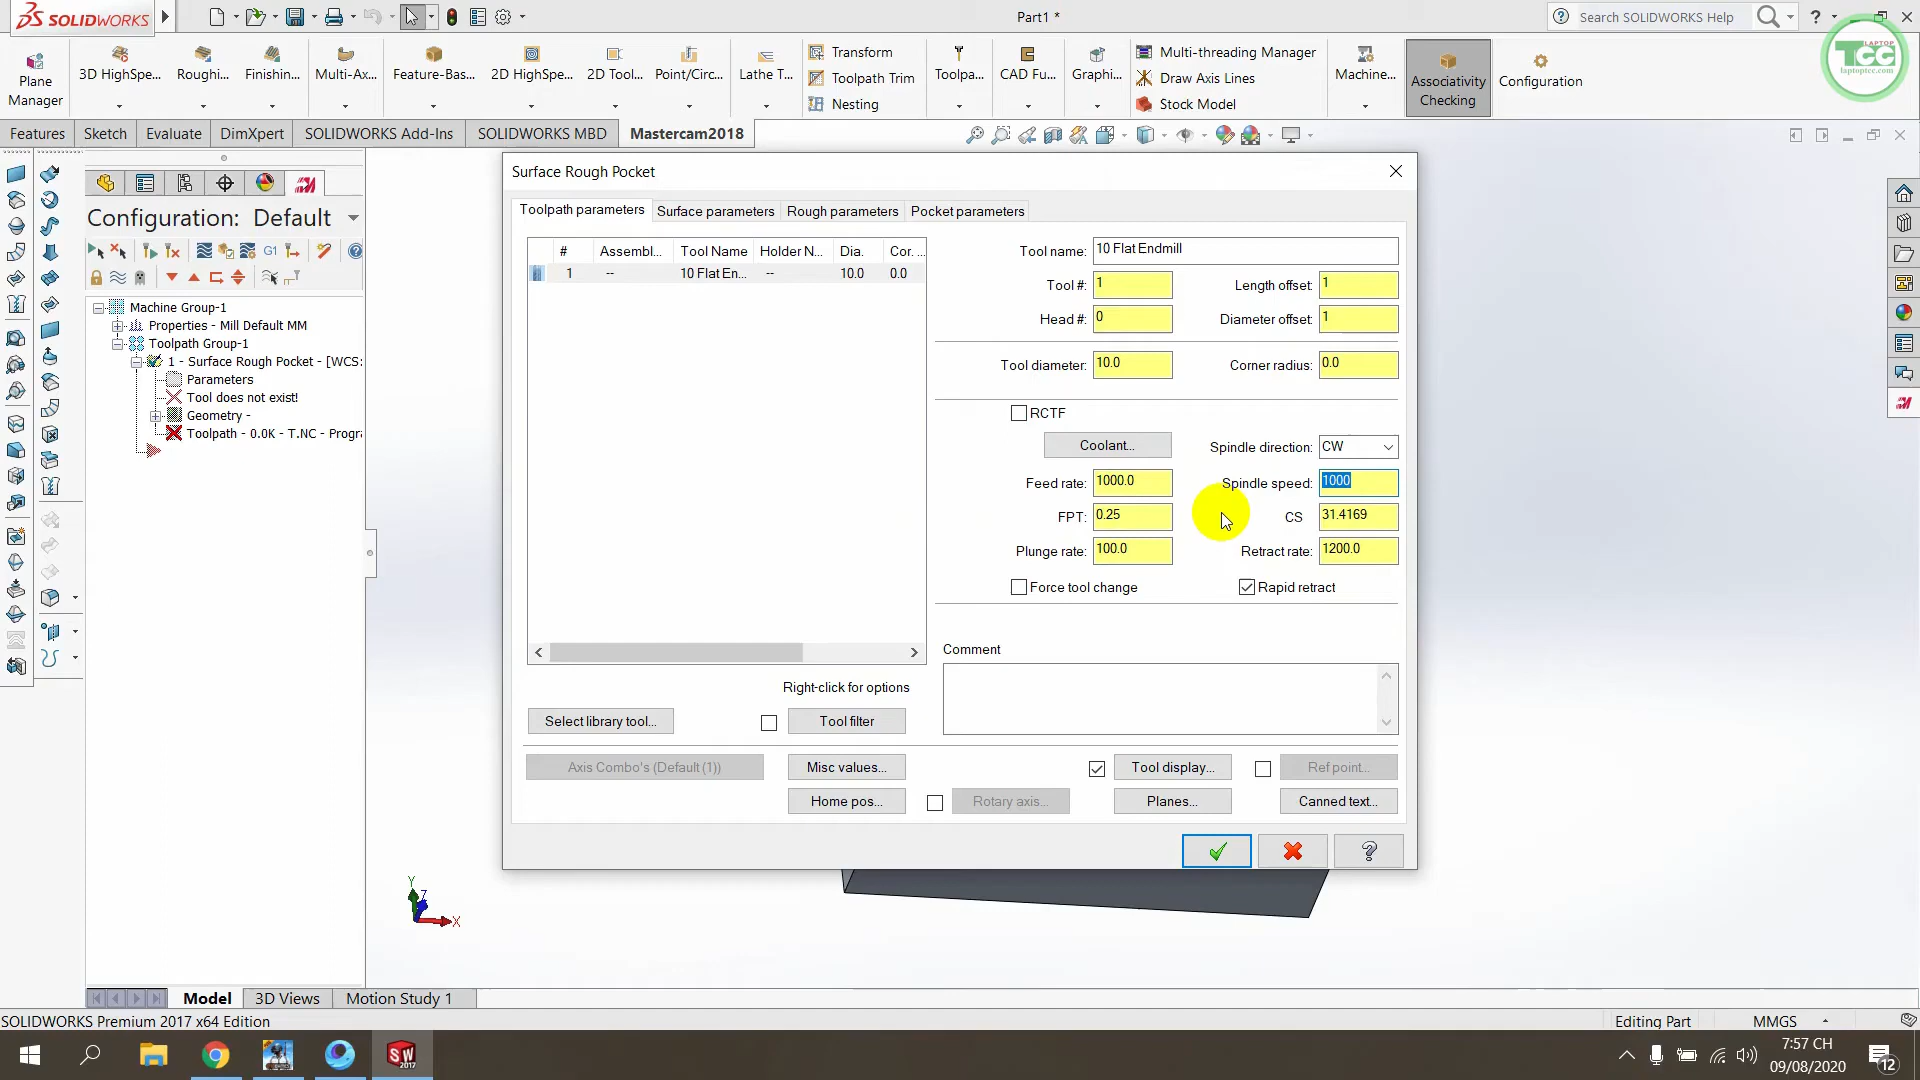 SOLIDWORKS
Part1 *
Search SOLIDWORKS Help
Plane
Manager
3D HighSpe...
Roughi...
Finishin...
Multi-Ax...
Feature-Bas...
2D HighSpe...
2D Tool...
Point/Circ...
Lathe T...
Transform
Toolpath Trim
Nesting
Toolpa...
CAD Fu...
Graphi...
Multi-threading Manager
Draw Axis Lines
Stock Model
Machine...
Associativity
Checking
Configuration
LAPTOP
TCC
laptoptcc.com
Features
Sketch
Evaluate
DimXpert
SOLIDWORKS Add-Ins
SOLIDWORKS MBD
Mastercam2018
Configuration: Default
G1
Machine Group-1
Properties - Mill Default MM
Toolpath Group-1
1 - Surface Rough Pocket - [WCS:
Parameters
Tool does not exist!
Geometry -
Toolpath - 0.0K - T.NC - Progra
Surface Rough Pocket
Toolpath parameters
Surface parameters
Rough parameters
Pocket parameters
# Assembl... Tool Name Holder N... Dia. Cor. ...
1 -- 10 Flat En... -- 10.0 0.0
Tool name: 10 Flat Endmill
Tool #: 1
Length offset: 1
Head #: 0
Diameter offset: 1
Tool diameter: 10.0
Corner radius: 0.0
RCTF
Coolant...
Spindle direction: CW
Feed rate: 1000.0
Spindle speed: 1000
FPT: 0.25
CS 31.4169
Plunge rate: 100.0
Retract rate: 1200.0
Force tool change
Rapid retract
Comment
Right-click for options
Select library tool...
Tool filter
Axis Combo's (Default (1))
Misc values...
Tool display...
Ref point...
Home pos...
Rotary axis...
Planes...
Canned text...
Y
Z
X
Model
3D Views
Motion Study 1
SOLIDWORKS Premium 2017 x64 Edition
Editing Part
MMGS
SW
2017
7:57 CH
09/08/2020
12